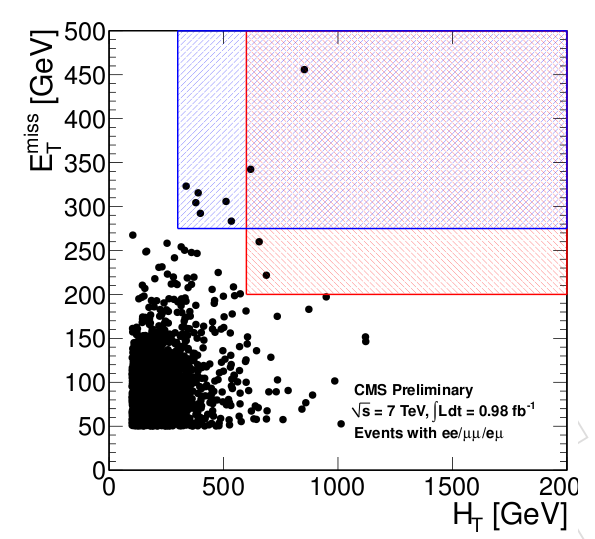 E_T^miss [GeV]
500
450
400
350
300
250
200
150
100
50
0
CMS Preliminary
√s = 7 TeV, ∫Ldt = 0.98 fb⁻¹
Events with ee/μμ/eμ
0 500 1000 1500 200
H_T [GeV]